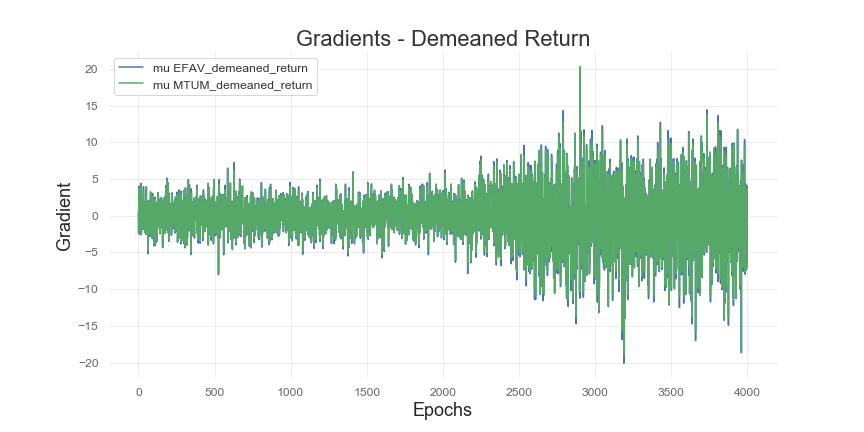 Gradients - Demeaned Return
mu EFAV_demeaned_return
mu MTUM_demeaned_return
20
15
10
5
0
−5
−10
−15
−20
Gradient
0 500 1000 1500 2000 2500 3000 3500 4000
Epochs